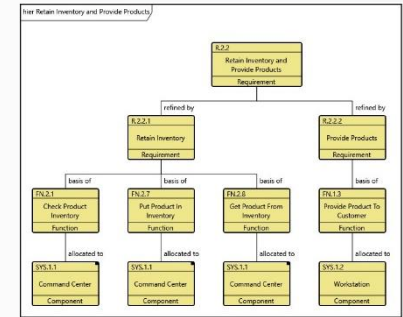 hier Retain Inventory and Provide Products
R.2.2
Retain Inventory and
Provide Products
Requirement
refined by
refined by
R.2.2.1
Retain Inventory
Requirement
R.2.2.2
Provide Products
Requirement
basis of
basis of
basis of
basis of
FN.2.1
Check Product
Inventory
Function
FN.2.7
Put Product In
Inventory
Function
FN.2.6
Get Product From
Inventory
Function
FN.1.3
Provide Product To
Customer
Function
allocated to
allocated to
allocated to
allocated to
SYS.1.1
Command Center
Component
SYS.1.1
Command Center
Component
SYS.1.1
Command Center
Component
SYS.1.2
Workstation
Component